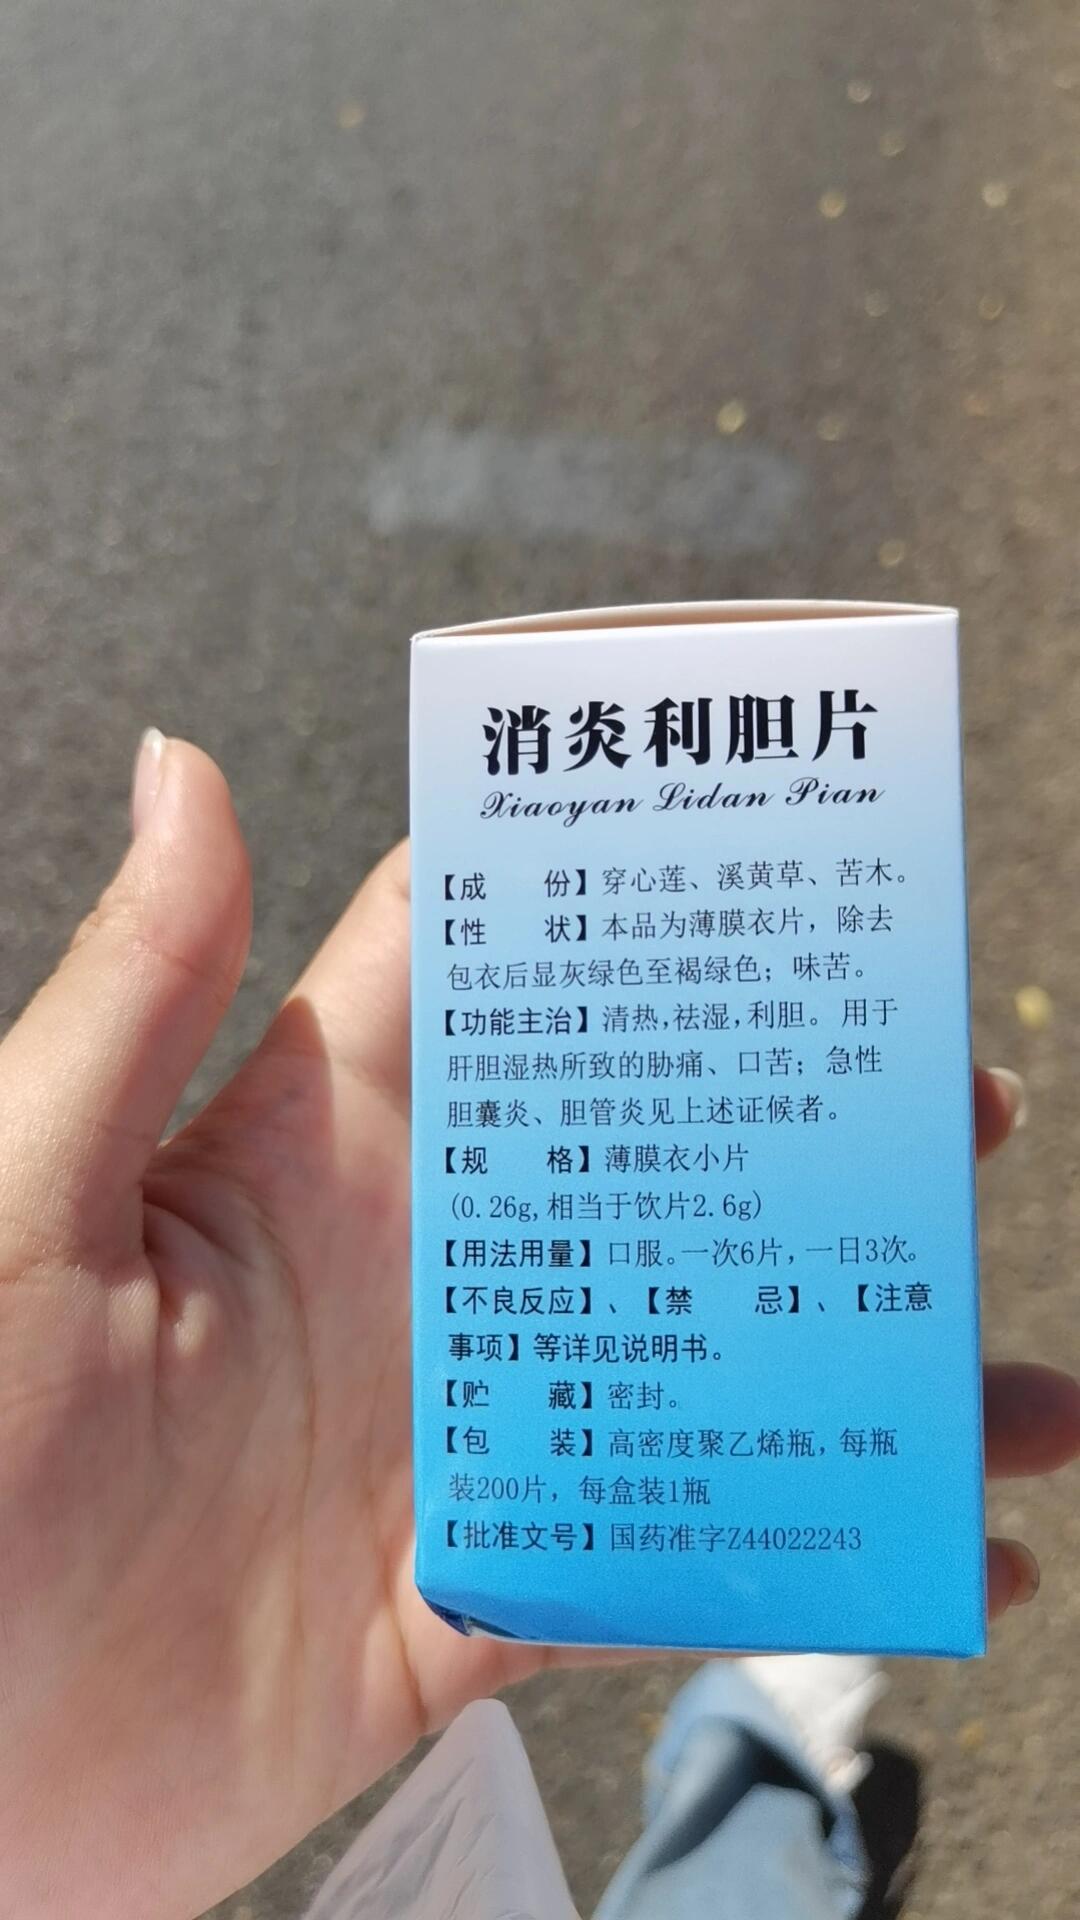 消炎利胆片
Xiaoyan Lidan Pian
【成　　份】穿心莲、溪黄草、苦木。
【性　　状】本品为薄膜衣片，除去
包衣后显灰绿色至褐绿色；味苦。
【功能主治】清热,祛湿,利胆。用于
肝胆湿热所致的胁痛、口苦；急性
胆囊炎、胆管炎见上述证候者。
【规　　格】薄膜衣小片
(0.26g,相当于饮片2.6g)
【用法用量】口服。一次6片，一日3次。
【不良反应】、【禁　　忌】、【注意
事项】等详见说明书。
【贮　　藏】密封。
【包　　装】高密度聚乙烯瓶，每瓶
装200片，每盒装1瓶
【批准文号】国药准字Z44022243